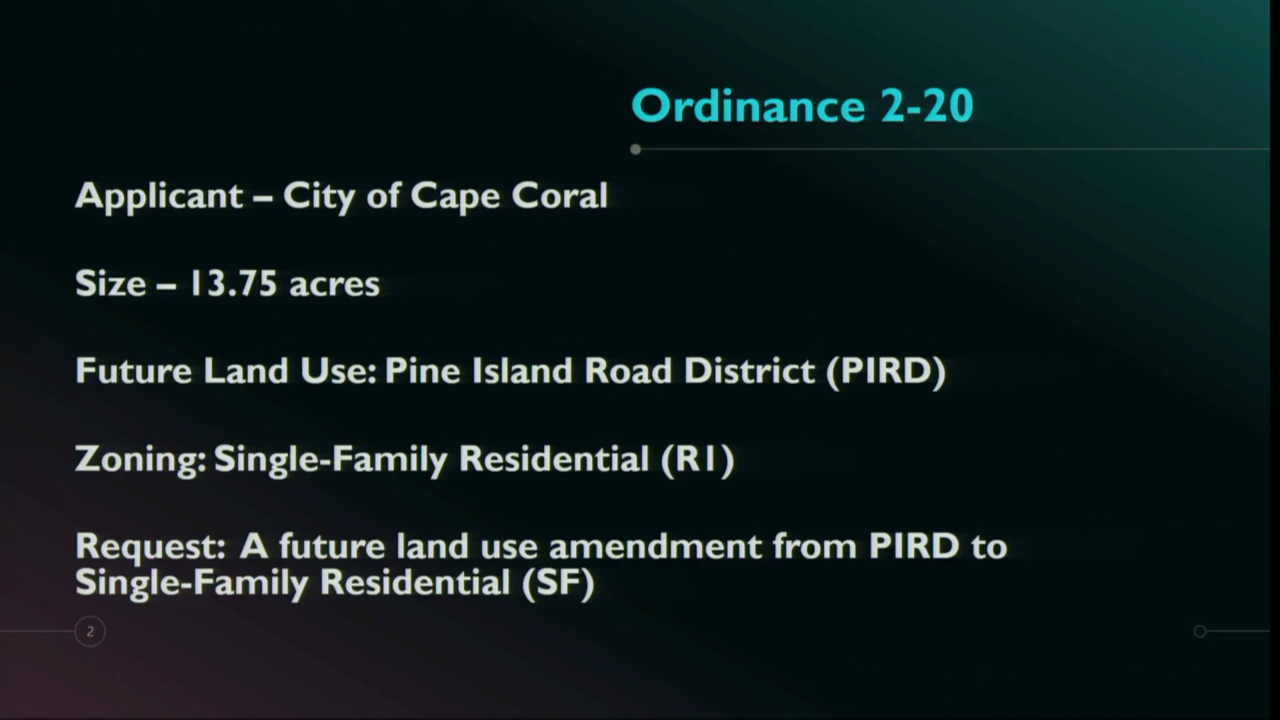 Ordinance 2-20
Applicant – City of Cape Coral
Size – 13.75 acres
Future Land Use: Pine Island Road District (PIRD)
Zoning: Single-Family Residential (R1)
Request: A future land use amendment from PIRD to
Single-Family Residential (SF)
2